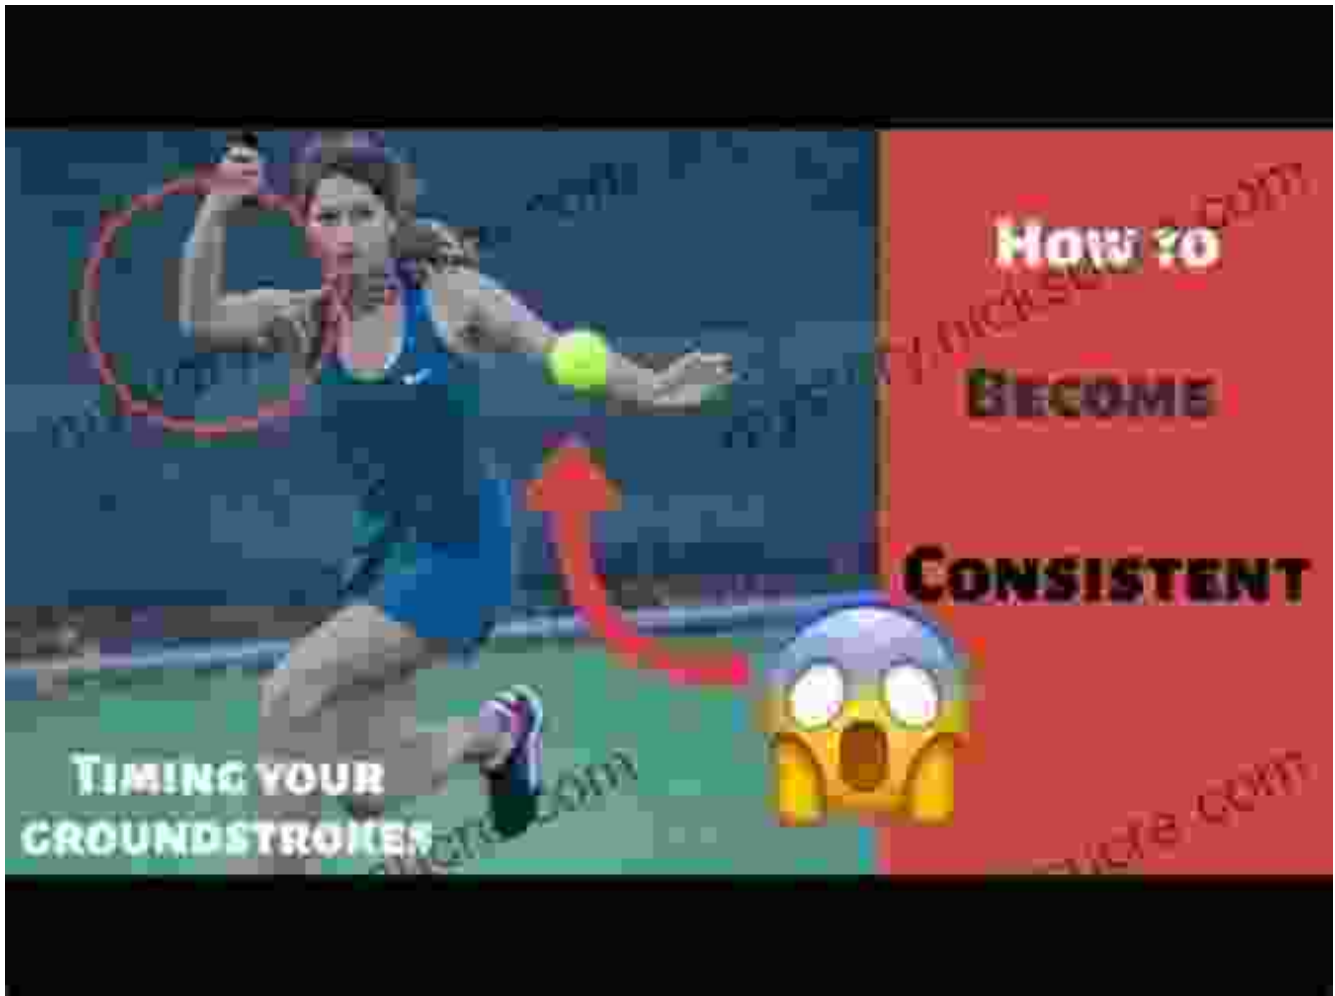 How to
Become
Consistent
Timing your
groundstrokes